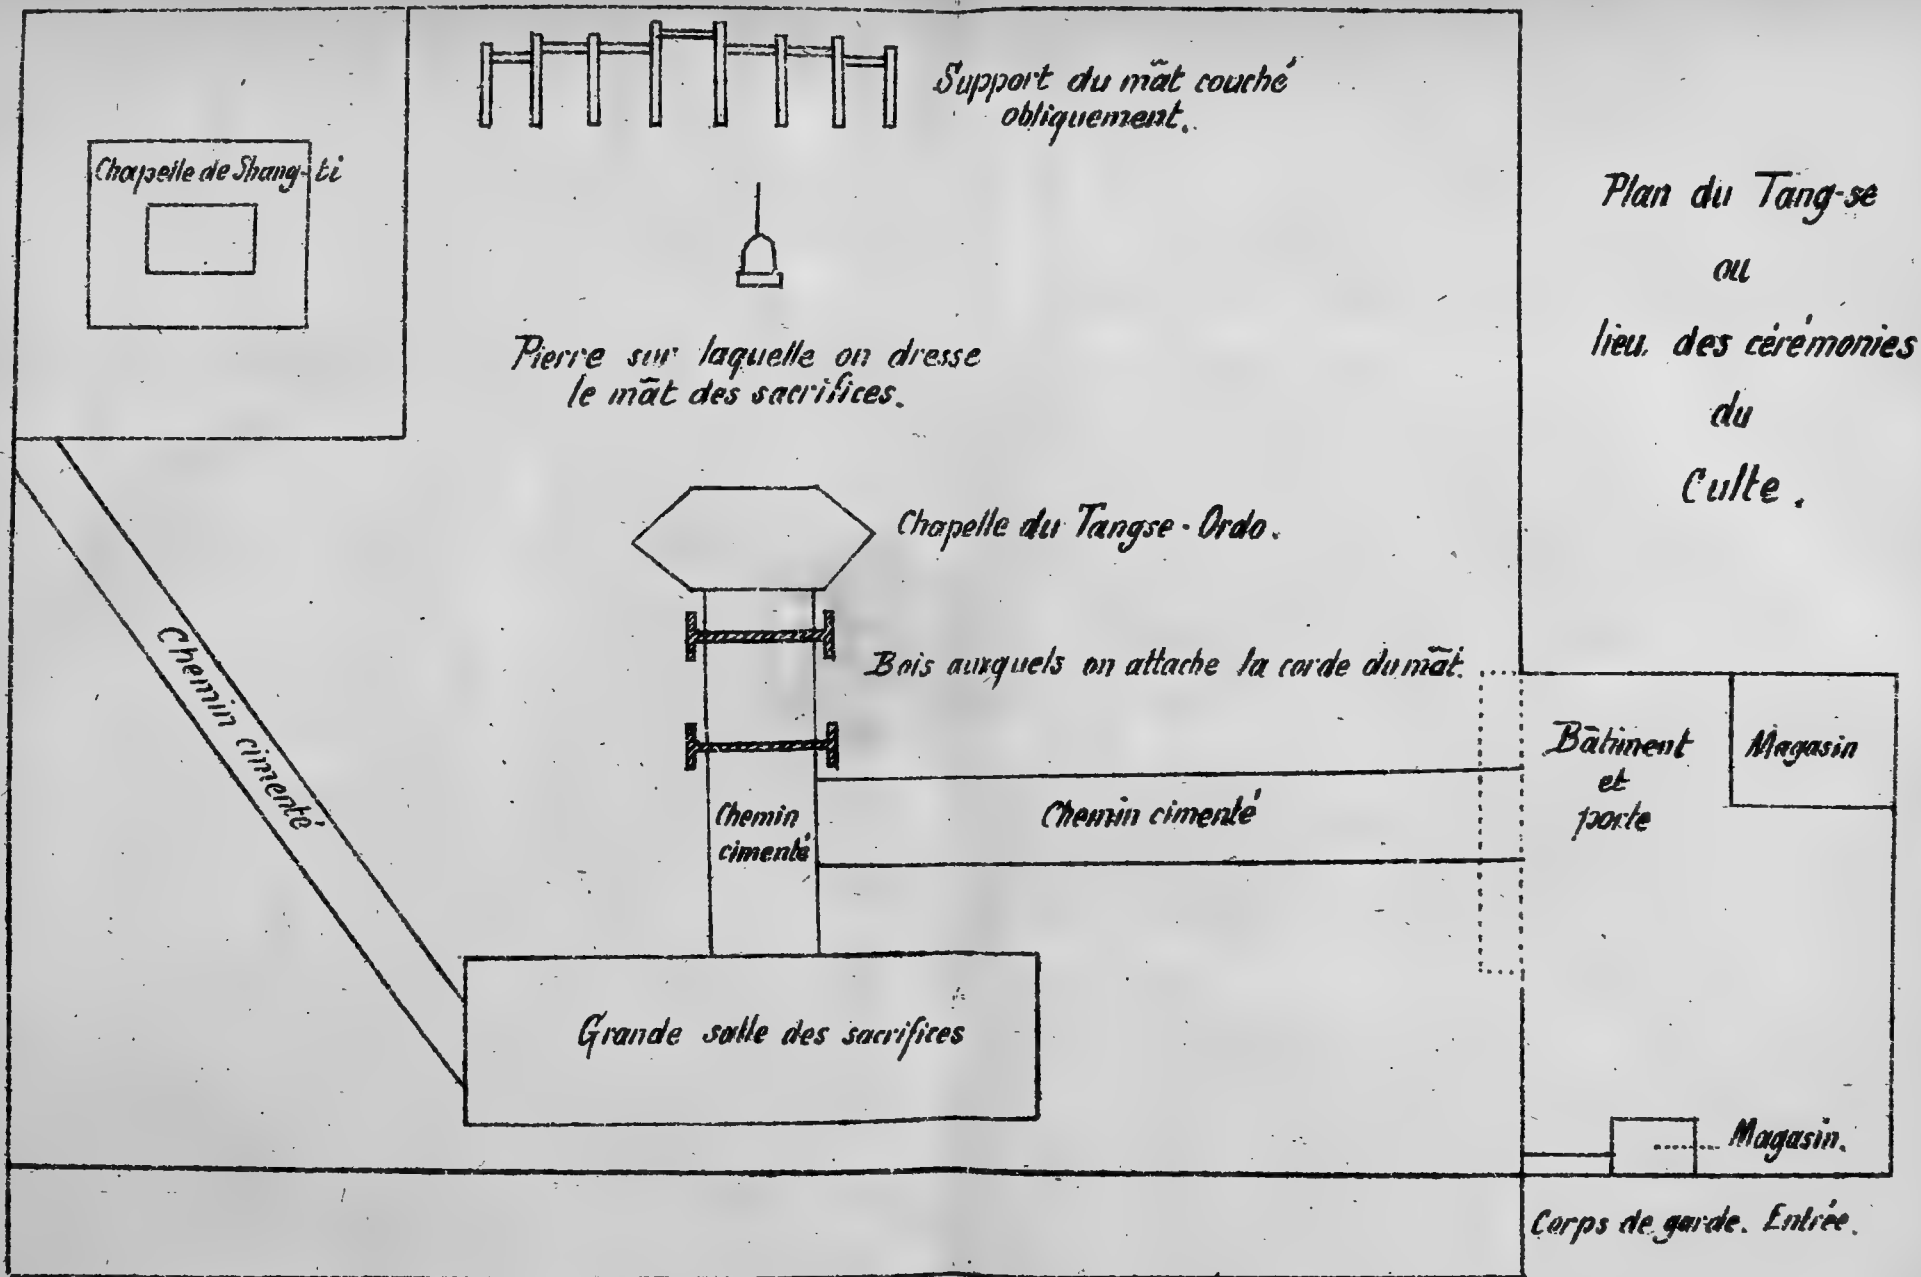 Support du mât couché
obliquement.
Chapelle de Shang-ti
Plan du Tang-se
ou
lieu des cérémonies
du
Culte.
Pierre sur laquelle on dresse
le mât des sacrifices.
Chapelle du Tangse-Ordo.
Bois auxquels on attache la corde du mât.
Chemin cimenté
Bâtiment
et
porte
Magasin
Chemin
cimenté
Chemin cimenté
Grande salle des sacrifices
Magasin.
Corps de garde. Entrée.